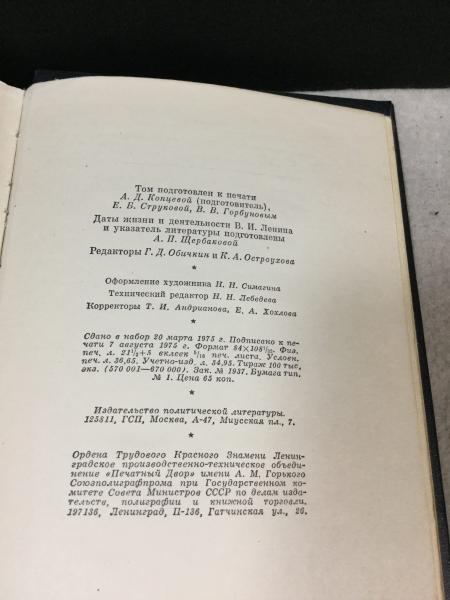 Том подготовлен к печати
А. Д. Копцевой (подготовитель),
Е. Б. Струковой, В. В. Горбуновым
Даты жизни и деятельности В. И. Ленина
и указатель литературы подготовлены
А. П. Щербаковой
Редакторы Г. Д. Обичкин и К. А. Остроухова
*
Оформление художника Н. Н. Симагина
Технический редактор Н. Н. Лебедева
Корректоры Т. И. Андрианова, Е. А. Хохлова
*
Сдано в набор 20 марта 1975 г. Подписано к пе-
чати 7 августа 1975 г. Формат 84×108¹/₃₂. Физ.
печ. л. 21¹/₂+5 вклеек ⁵/₁₆ печ. листа. Условн.
печ. л. 36,65. Учетно-изд. л. 34,95. Тираж 100 тыс.
экз. (570 001—670 000). Зак. № 1937. Бумага тип.
№ 1. Цена 65 коп.
*
Издательство политической литературы.
125811, ГСП, Москва, А-47, Миусская пл., 7.
*
Ордена Трудового Красного Знамени Ленин-
градское производственно-техническое объеди-
нение «Печатный Двор» имени А. М. Горького
Союзполиграфпрома при Государственном ко-
митете Совета Министров СССР по делам изда-
тельств, полиграфии и книжной торговли.
197136, Ленинград, П-136, Гатчинская ул., 26.